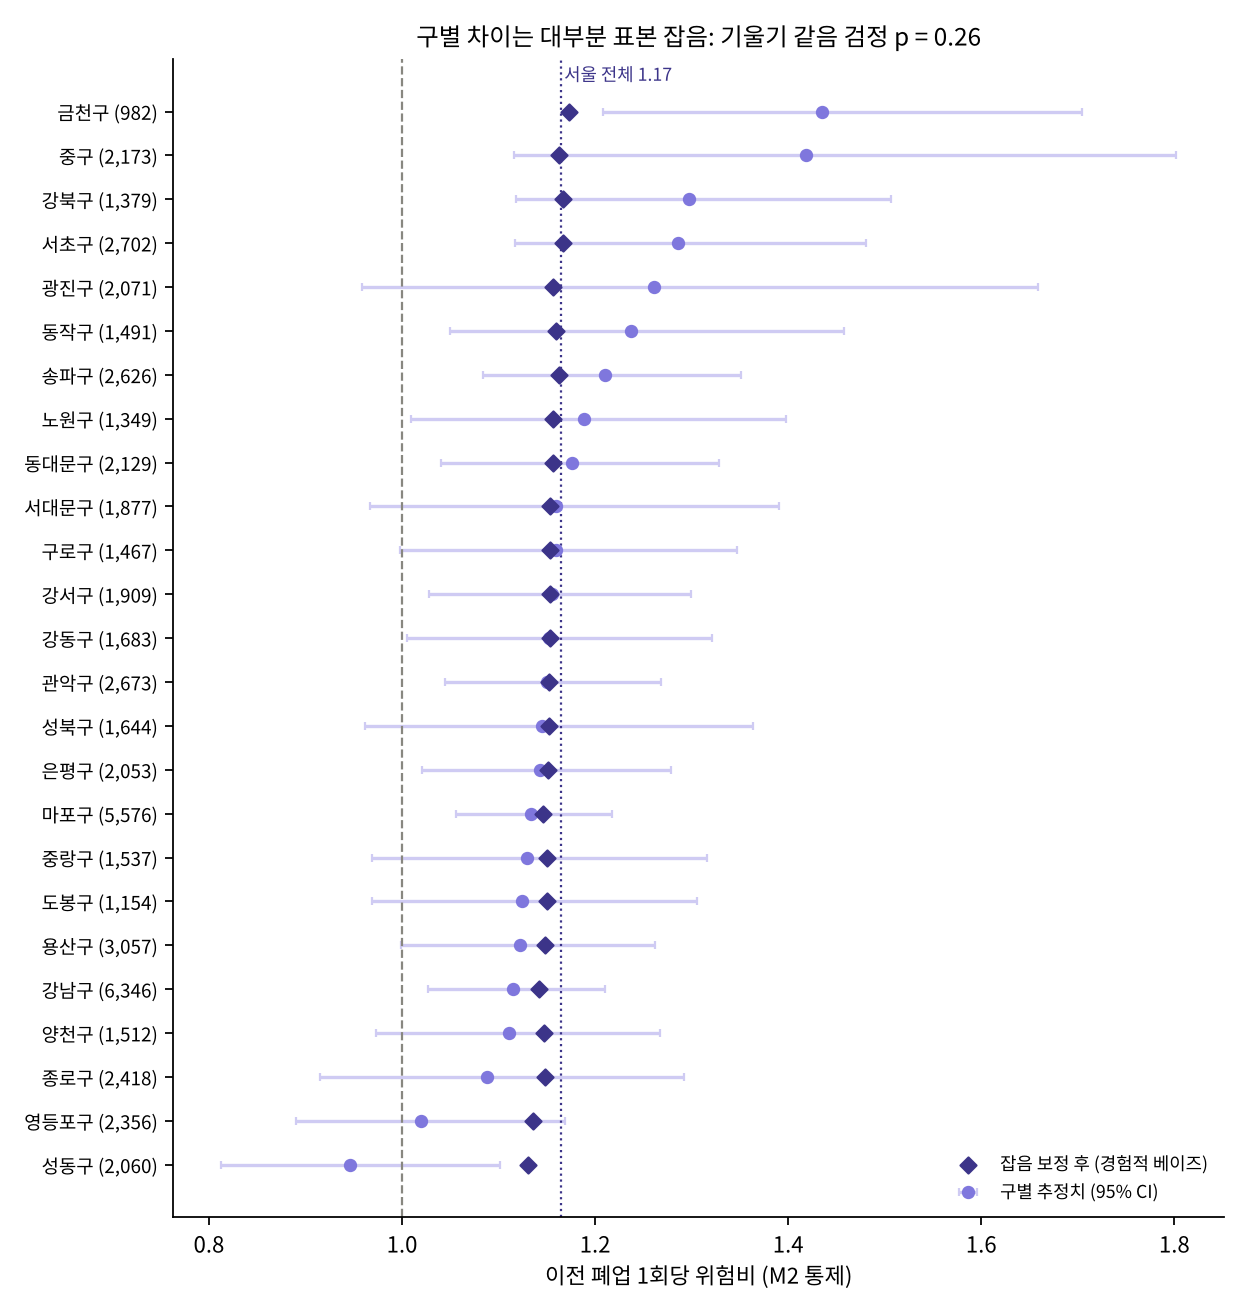 구별 차이는 대부분 표본 잡음: 기울기 같음 검정 p = 0.26
서울 전체 1.17
금천구 (982)
중구 (2,173)
강북구 (1,379)
서초구 (2,702)
광진구 (2,071)
동작구 (1,491)
송파구 (2,626)
노원구 (1,349)
동대문구 (2,129)
서대문구 (1,877)
구로구 (1,467)
강서구 (1,909)
강동구 (1,683)
관악구 (2,673)
성북구 (1,644)
은평구 (2,053)
마포구 (5,576)
중랑구 (1,537)
도봉구 (1,154)
용산구 (3,057)
강남구 (6,346)
양천구 (1,512)
종로구 (2,418)
영등포구 (2,356)
성동구 (2,060)
잡음 보정 후 (경험적 베이즈)
구별 추정치 (95% CI)
0.8 1.0 1.2 1.4 1.6 1.8
이전 폐업 1회당 위험비 (M2 통제)